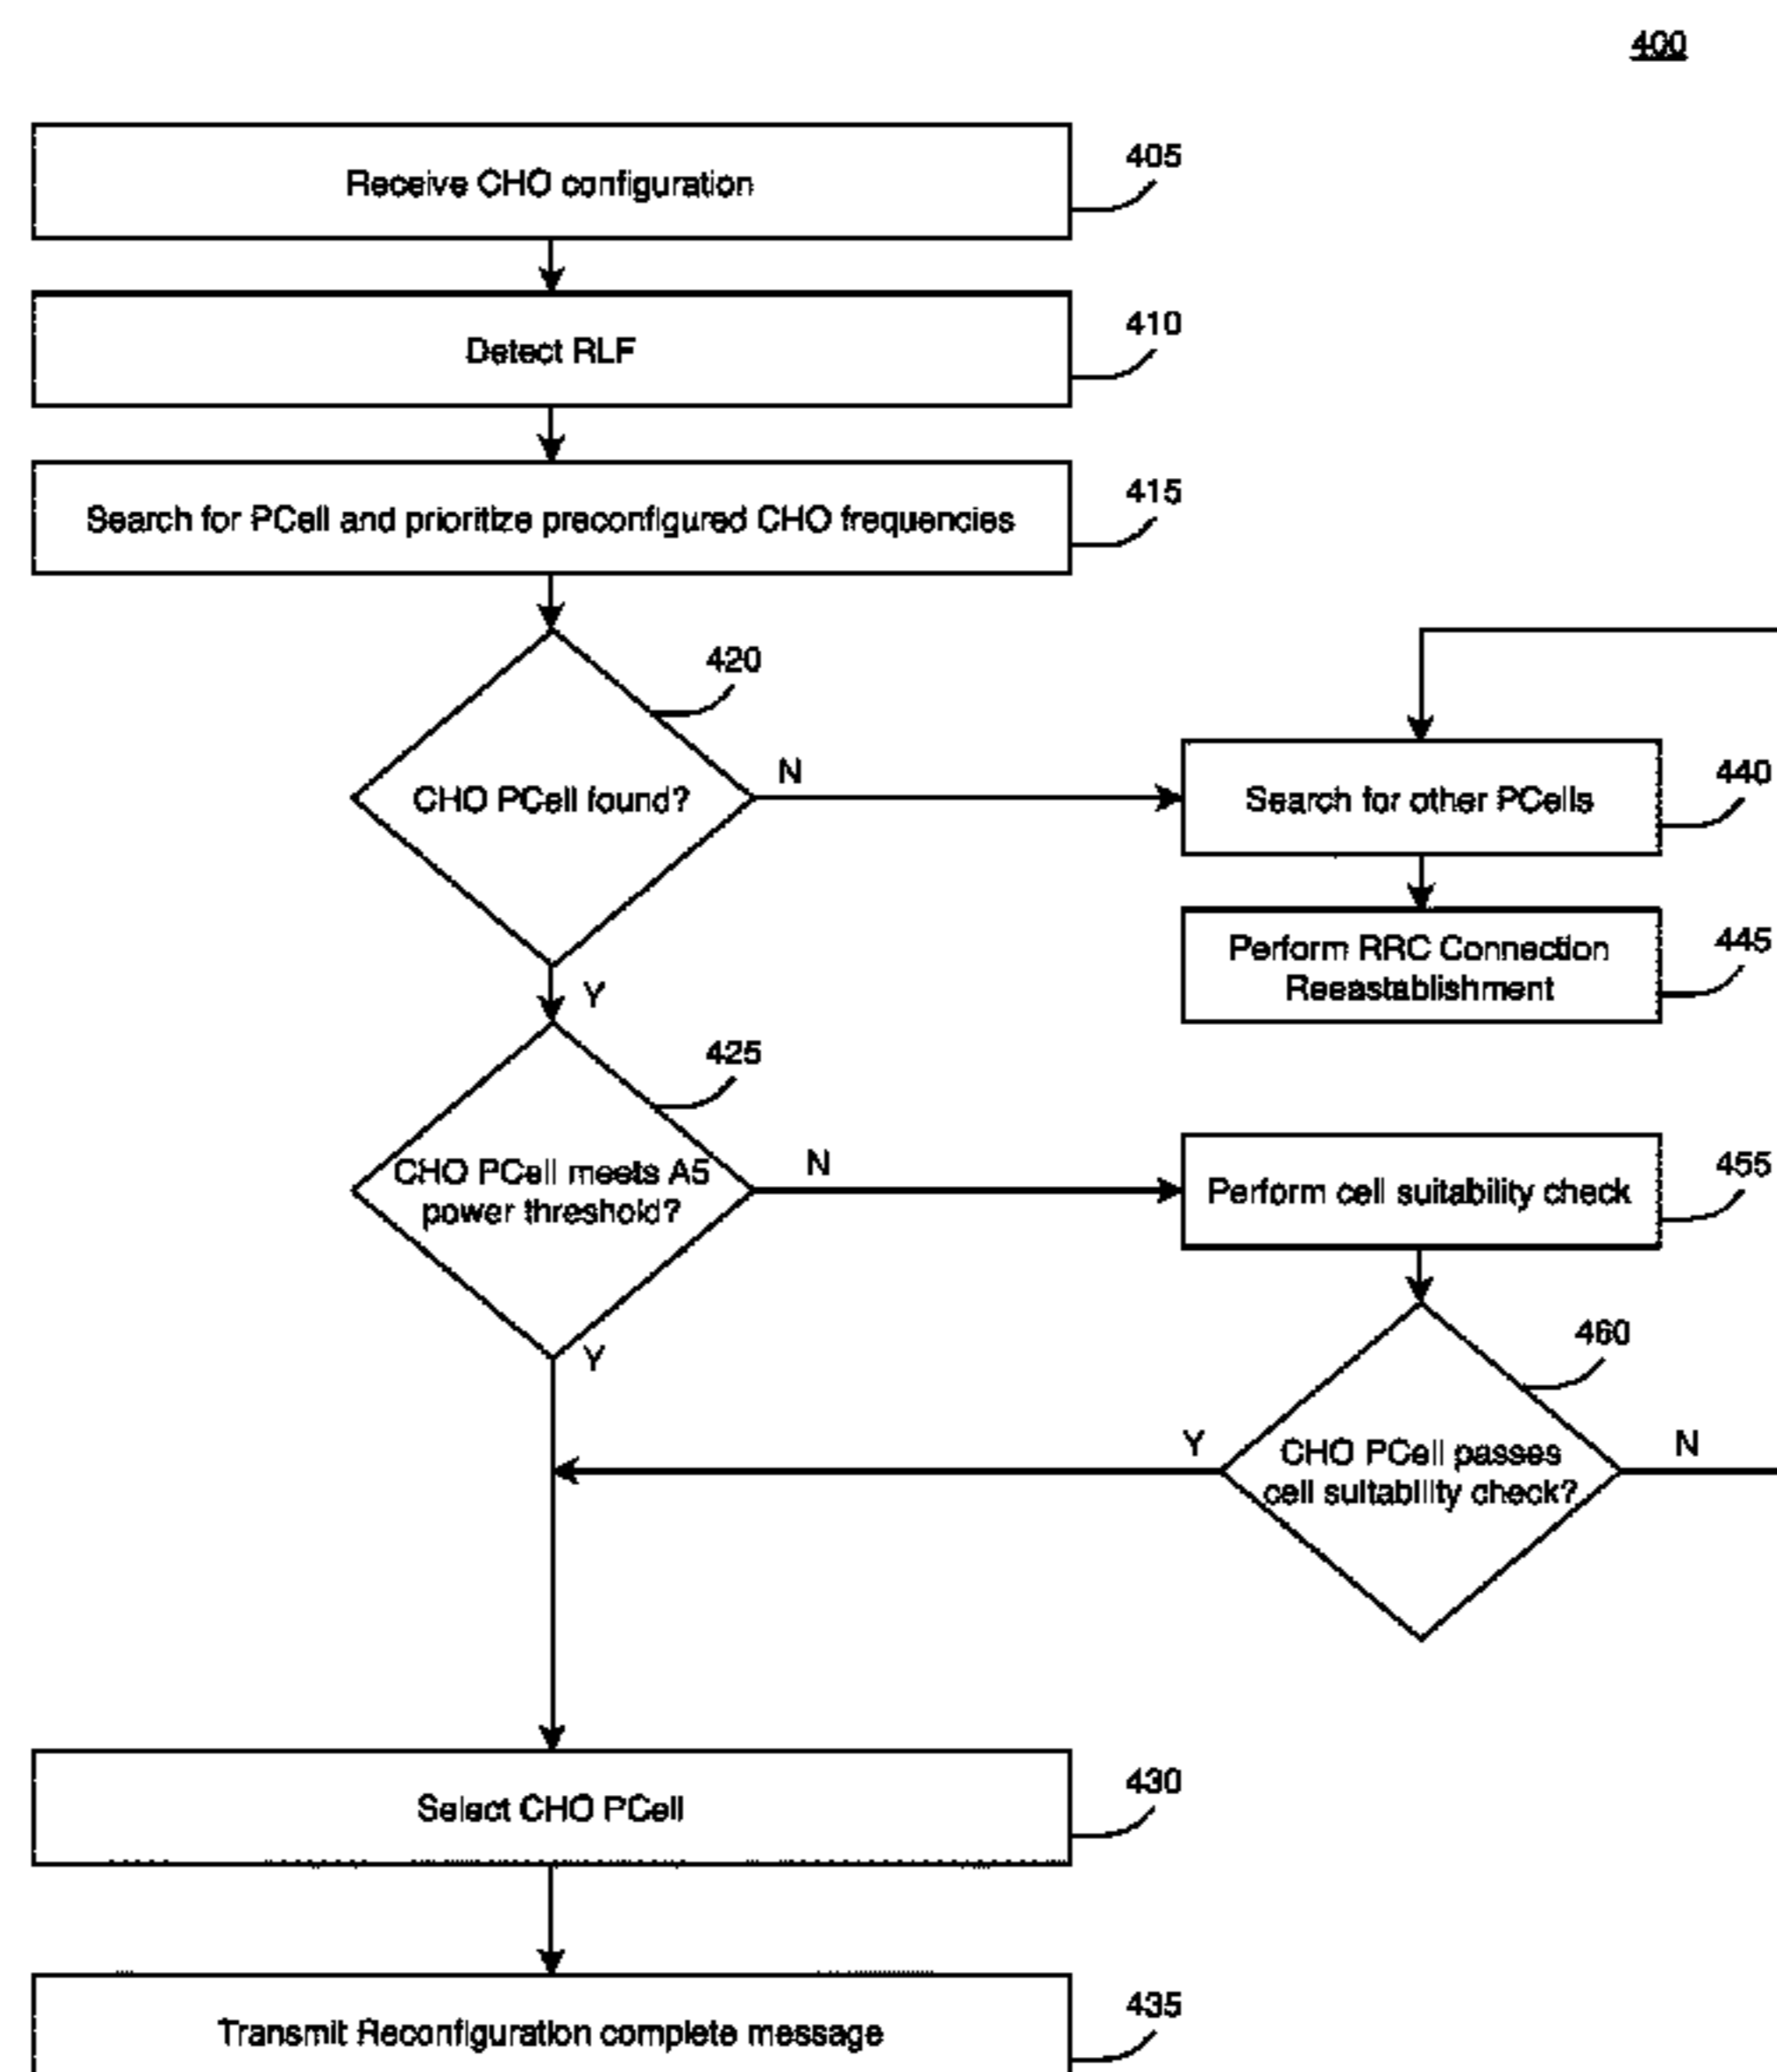 400
Receive CHO configuration
405
Detect RLF
410
Search for PCell and prioritize preconfigured CHO frequencies
415
420
CHO PCell found?
N
Search for other PCells
440
Perform RRC Connection
Reeastablishment
445
Y
425
CHO PCell meets A5
power threshold?
N
Perform cell suitability check
455
Y
460
CHO PCell passes
cell suitability check?
Y
N
Select CHO PCell
430
Transmit Reconfiguration complete message
435